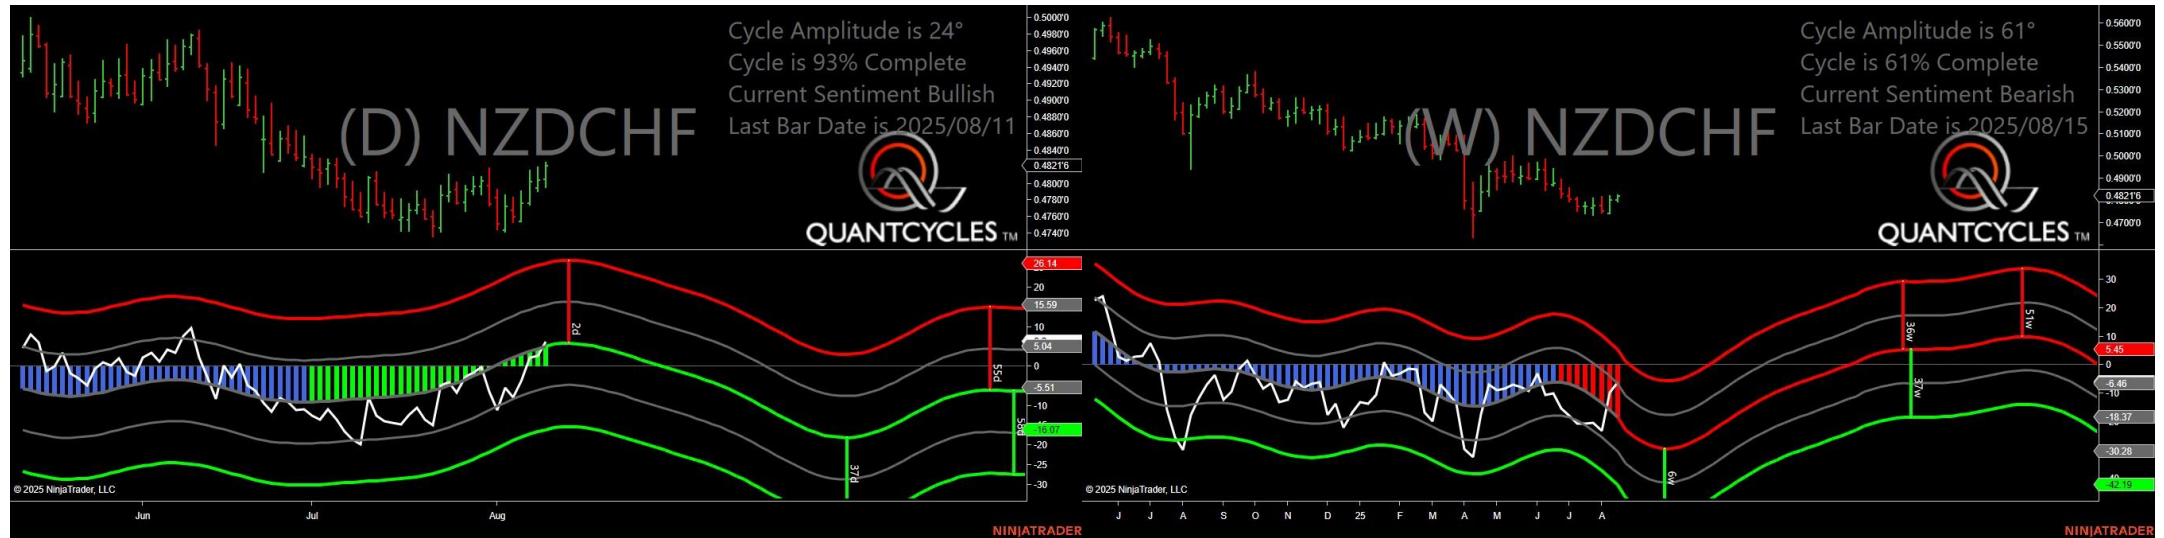 Cycle Amplitude is 24°
Cycle is 93% Complete
Current Sentiment Bullish
Last Bar Date is 2025/08/11
(D) NZDCHF
QUANTCYCLES TM
0.5000'0
0.4980'0
0.4960'0
0.4940'0
0.4920'0
0.4900'0
0.4880'0
0.4860'0
0.4840'0
0.4821'6
0.4800'0
0.4780'0
0.4760'0
0.4740'0
26.14
20
15.59
10
5.04
0
-5.51
-10
-16.07
-20
-25
-30
2d
37d
55d
58d
© 2025 NinjaTrader, LLC
Jun Jul Aug
NINJATRADER
Cycle Amplitude is 61°
Cycle is 61% Complete
Current Sentiment Bearish
Last Bar Date is 2025/08/15
(W) NZDCHF
QUANTCYCLES TM
0.5600'0
0.5500'0
0.5400'0
0.5300'0
0.5200'0
0.5100'0
0.5000'0
0.4900'0
0.4821'6
0.4700'0
30
20
10
5.45
0
-6.46
-10
-18.37
-30.28
-42.19
6w
36w
37w
51w
© 2025 NinjaTrader, LLC
J J A S O N D 25 F M A M J J A
NINJATRADER